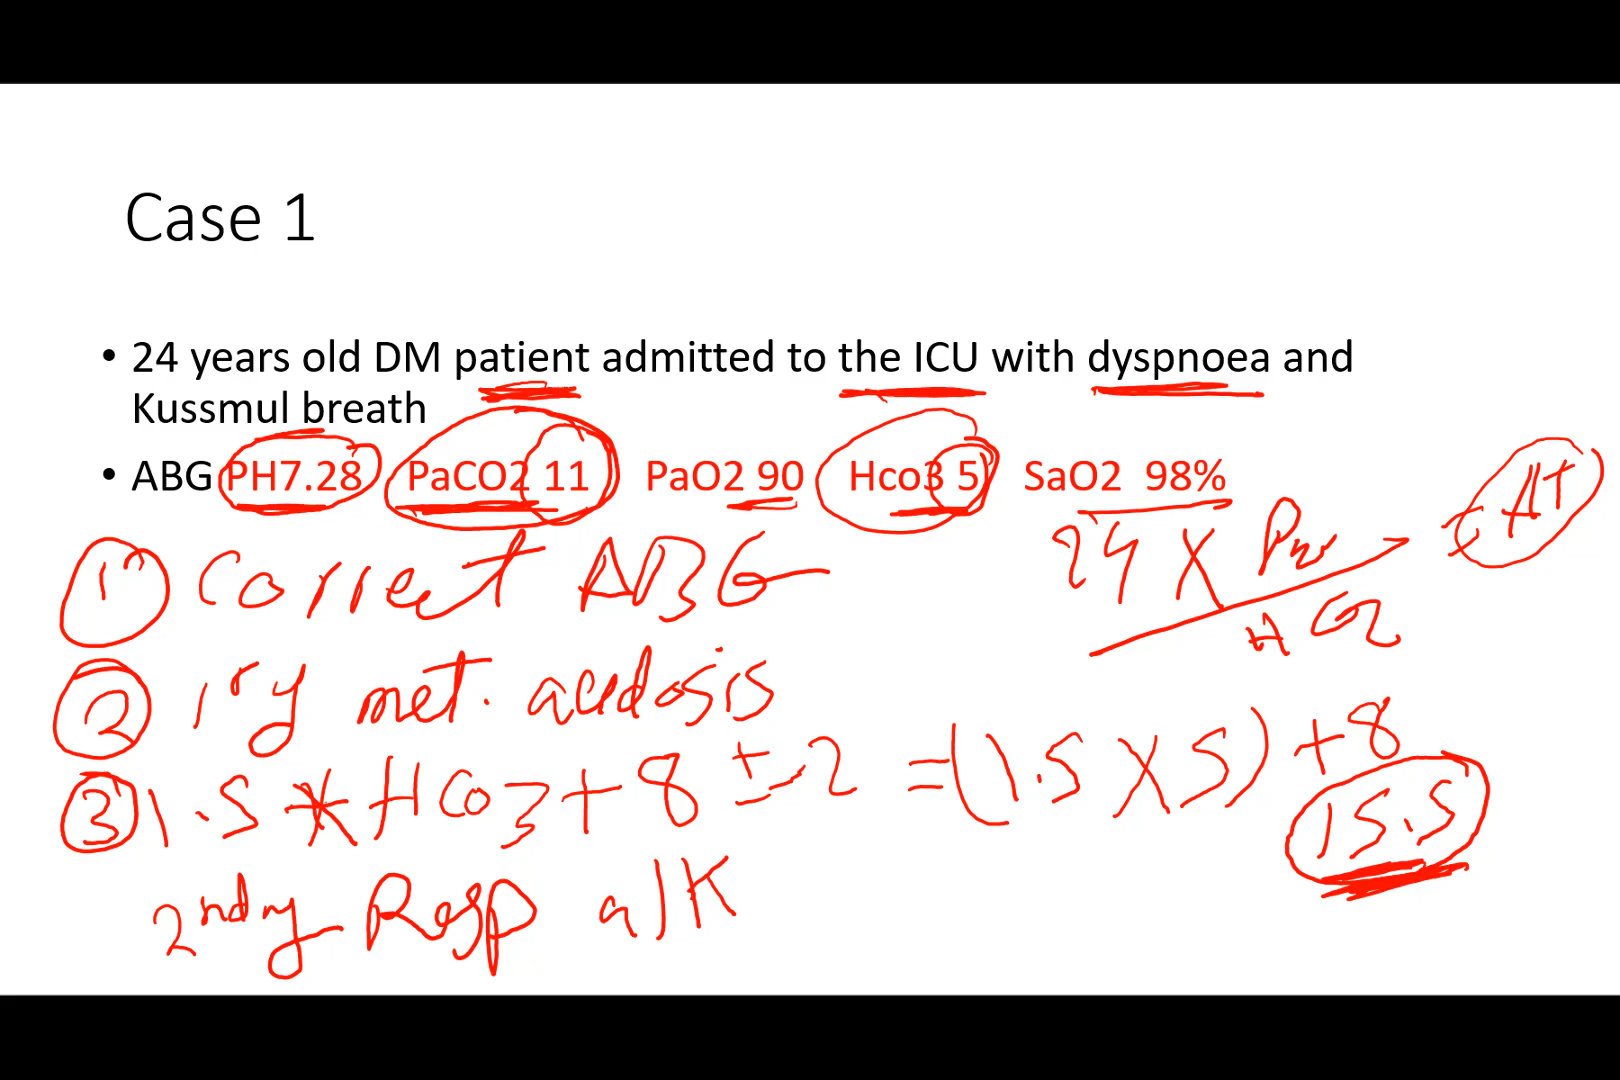 Case 1
• 24 years old DM patient admitted to the ICU with dyspnoea and
Kussmul breath
• ABG PH7.28 PaCO2 11 PaO2 90 Hco3 5 SaO2 98%
1 Correct ABG
24 X
= H+
2 1ry met. acidosis
3 1.5 * HCO3 + 8 ± 2 = (1.5 X 5) + 8
15.5
2ndry Resp alk